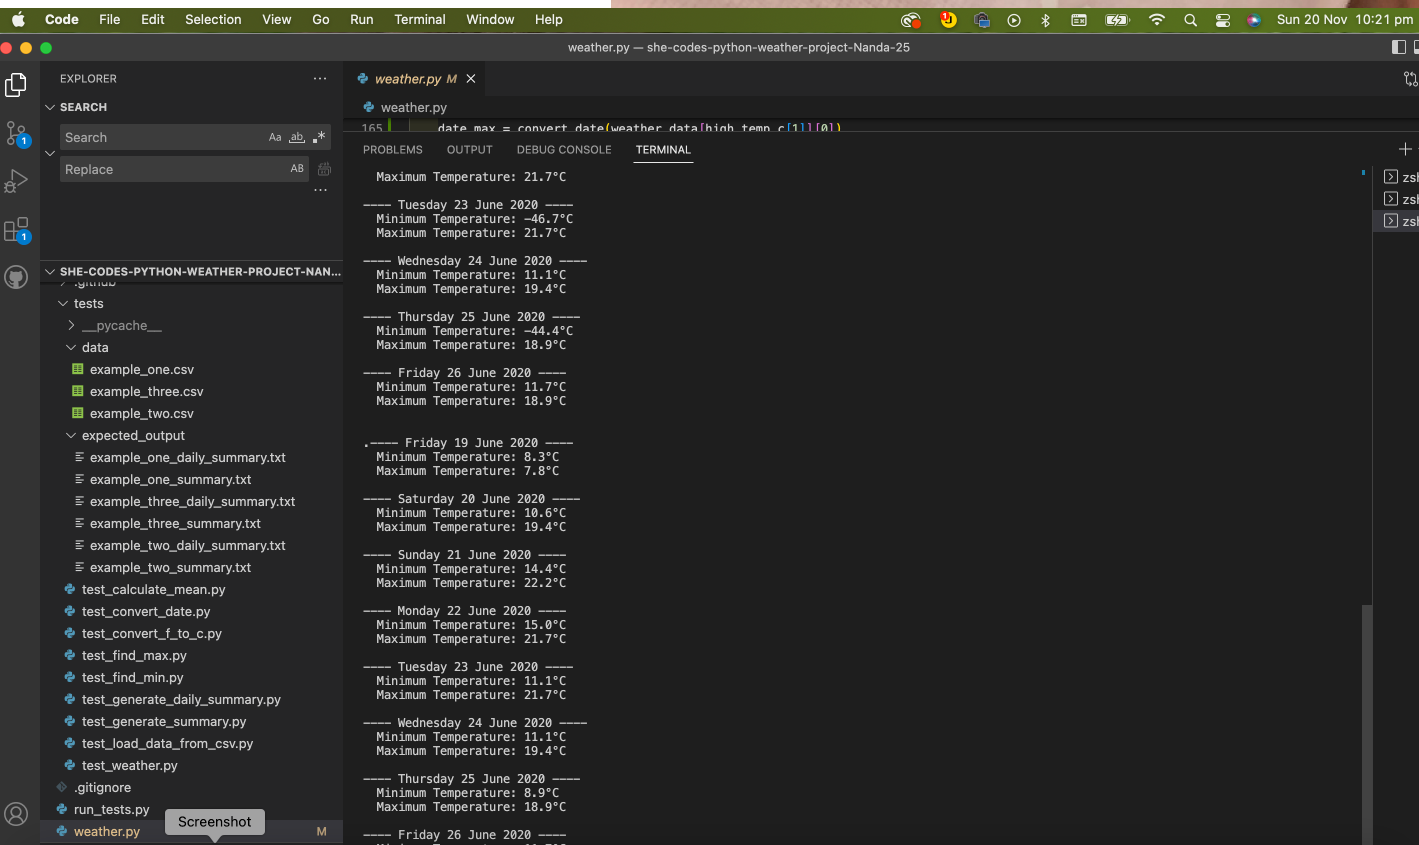 Code File Edit Selection View Go Run Terminal Window Help Sun 20 Nov 10:21 pm
weather.py — she-codes-python-weather-project-Nanda-25
EXPLORER
SEARCH
Search Aa ab .*
Replace AB
1
1
SHE-CODES-PYTHON-WEATHER-PROJECT-NAN...
.github
tests
__pycache__
data
example_one.csv
example_three.csv
example_two.csv
expected_output
example_one_daily_summary.txt
example_one_summary.txt
example_three_daily_summary.txt
example_three_summary.txt
example_two_daily_summary.txt
example_two_summary.txt
test_calculate_mean.py
test_convert_date.py
test_convert_f_to_c.py
test_find_max.py
test_find_min.py
test_generate_daily_summary.py
test_generate_summary.py
test_load_data_from_csv.py
test_weather.py
.gitignore
run_tests.py
weather.py M
Screenshot
weather.py M
weather.py
165 date_max = convert_date(weather_data[high_temp_c[1]][0])
PROBLEMS OUTPUT DEBUG CONSOLE TERMINAL
Maximum Temperature: 21.7°C
---- Tuesday 23 June 2020 ----
Minimum Temperature: -46.7°C
Maximum Temperature: 21.7°C
---- Wednesday 24 June 2020 ----
Minimum Temperature: 11.1°C
Maximum Temperature: 19.4°C
---- Thursday 25 June 2020 ----
Minimum Temperature: -44.4°C
Maximum Temperature: 18.9°C
---- Friday 26 June 2020 ----
Minimum Temperature: 11.7°C
Maximum Temperature: 18.9°C
.---- Friday 19 June 2020 ----
Minimum Temperature: 8.3°C
Maximum Temperature: 7.8°C
---- Saturday 20 June 2020 ----
Minimum Temperature: 10.6°C
Maximum Temperature: 19.4°C
---- Sunday 21 June 2020 ----
Minimum Temperature: 14.4°C
Maximum Temperature: 22.2°C
---- Monday 22 June 2020 ----
Minimum Temperature: 15.0°C
Maximum Temperature: 21.7°C
---- Tuesday 23 June 2020 ----
Minimum Temperature: 11.1°C
Maximum Temperature: 21.7°C
---- Wednesday 24 June 2020 ----
Minimum Temperature: 11.1°C
Maximum Temperature: 19.4°C
---- Thursday 25 June 2020 ----
Minimum Temperature: 8.9°C
Maximum Temperature: 18.9°C
---- Friday 26 June 2020 ----
zsh
zsh
zsh